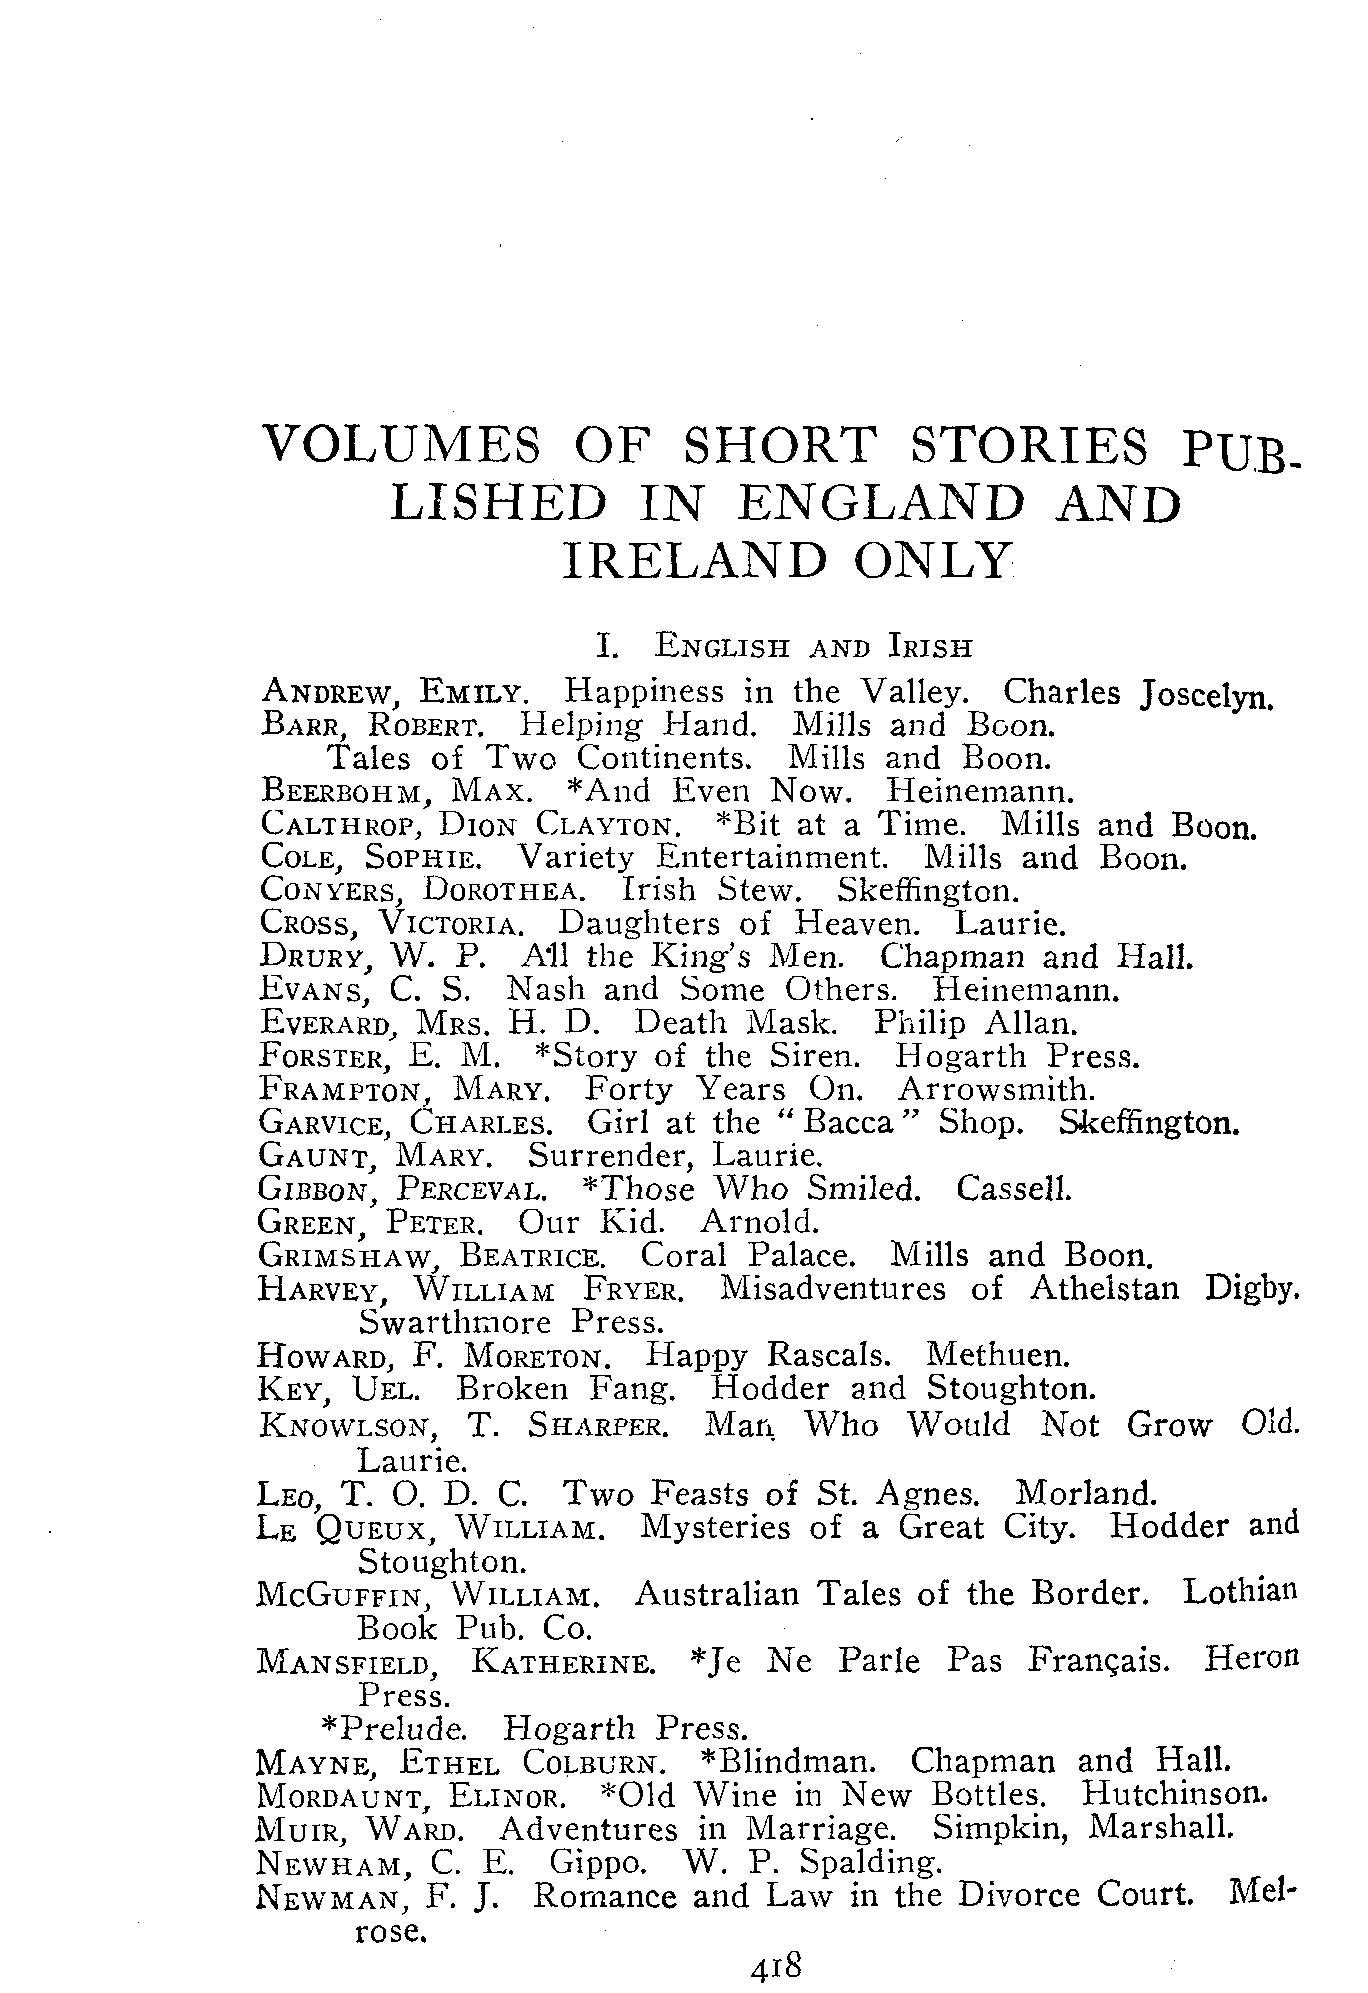 VOLUMES OF SHORT STORIES PUB-
LISHED IN ENGLAND AND
IRELAND ONLY
I. ENGLISH AND IRISH
ANDREW, EMILY. Happiness in the Valley. Charles Joscelyn.
BARR, ROBERT. Helping Hand. Mills and Boon.
Tales of Two Continents. Mills and Boon.
BEERBOHM, MAX. *And Even Now. Heinemann.
CALTHROP, DION CLAYTON. *Bit at a Time. Mills and Boon.
COLE, SOPHIE. Variety Entertainment. Mills and Boon.
CONYERS, DOROTHEA. Irish Stew. Skeffington.
CROSS, VICTORIA. Daughters of Heaven. Laurie.
DRURY, W. P. All the King's Men. Chapman and Hall.
EVANS, C. S. Nash and Some Others. Heinemann.
EVERARD, MRS. H. D. Death Mask. Philip Allan.
FORSTER, E. M. *Story of the Siren. Hogarth Press.
FRAMPTON, MARY. Forty Years On. Arrowsmith.
GARVICE, CHARLES. Girl at the "Bacca" Shop. Skeffington.
GAUNT, MARY. Surrender, Laurie.
GIBBON, PERCEVAL. *Those Who Smiled. Cassell.
GREEN, PETER. Our Kid. Arnold.
GRIMSHAW, BEATRICE. Coral Palace. Mills and Boon.
HARVEY, WILLIAM FRYER. Misadventures of Athelstan Digby.
Swarthmore Press.
HOWARD, F. MORETON. Happy Rascals. Methuen.
KEY, UEL. Broken Fang. Hodder and Stoughton.
KNOWLSON, T. SHARPER. Man Who Would Not Grow Old.
Laurie.
LEO, T. O. D. C. Two Feasts of St. Agnes. Morland.
LE QUEUX, WILLIAM. Mysteries of a Great City. Hodder and
Stoughton.
MCGUFFIN, WILLIAM. Australian Tales of the Border. Lothian
Book Pub. Co.
MANSFIELD, KATHERINE. *Je Ne Parle Pas Français. Heron
Press.
*Prelude. Hogarth Press.
MAYNE, ETHEL COLBURN. *Blindman. Chapman and Hall.
MORDAUNT, ELINOR. *Old Wine in New Bottles. Hutchinson.
MUIR, WARD. Adventures in Marriage. Simpkin, Marshall.
NEWHAM, C. E. Gippo. W. P. Spalding.
NEWMAN, F. J. Romance and Law in the Divorce Court. Mel-
rose.
418